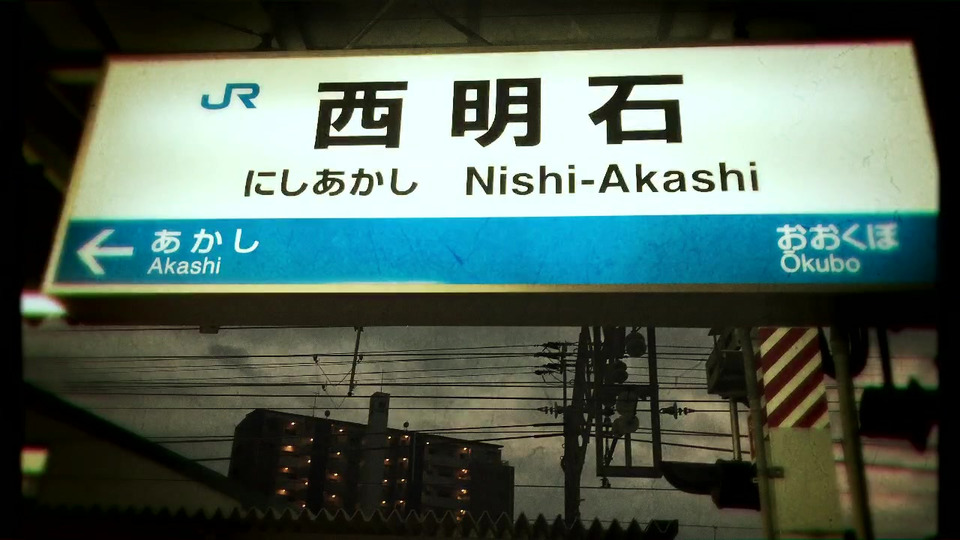 JR 西明石
にしあかし Nishi-Akashi
← あかし おおくぼ
Akashi Ōkubo